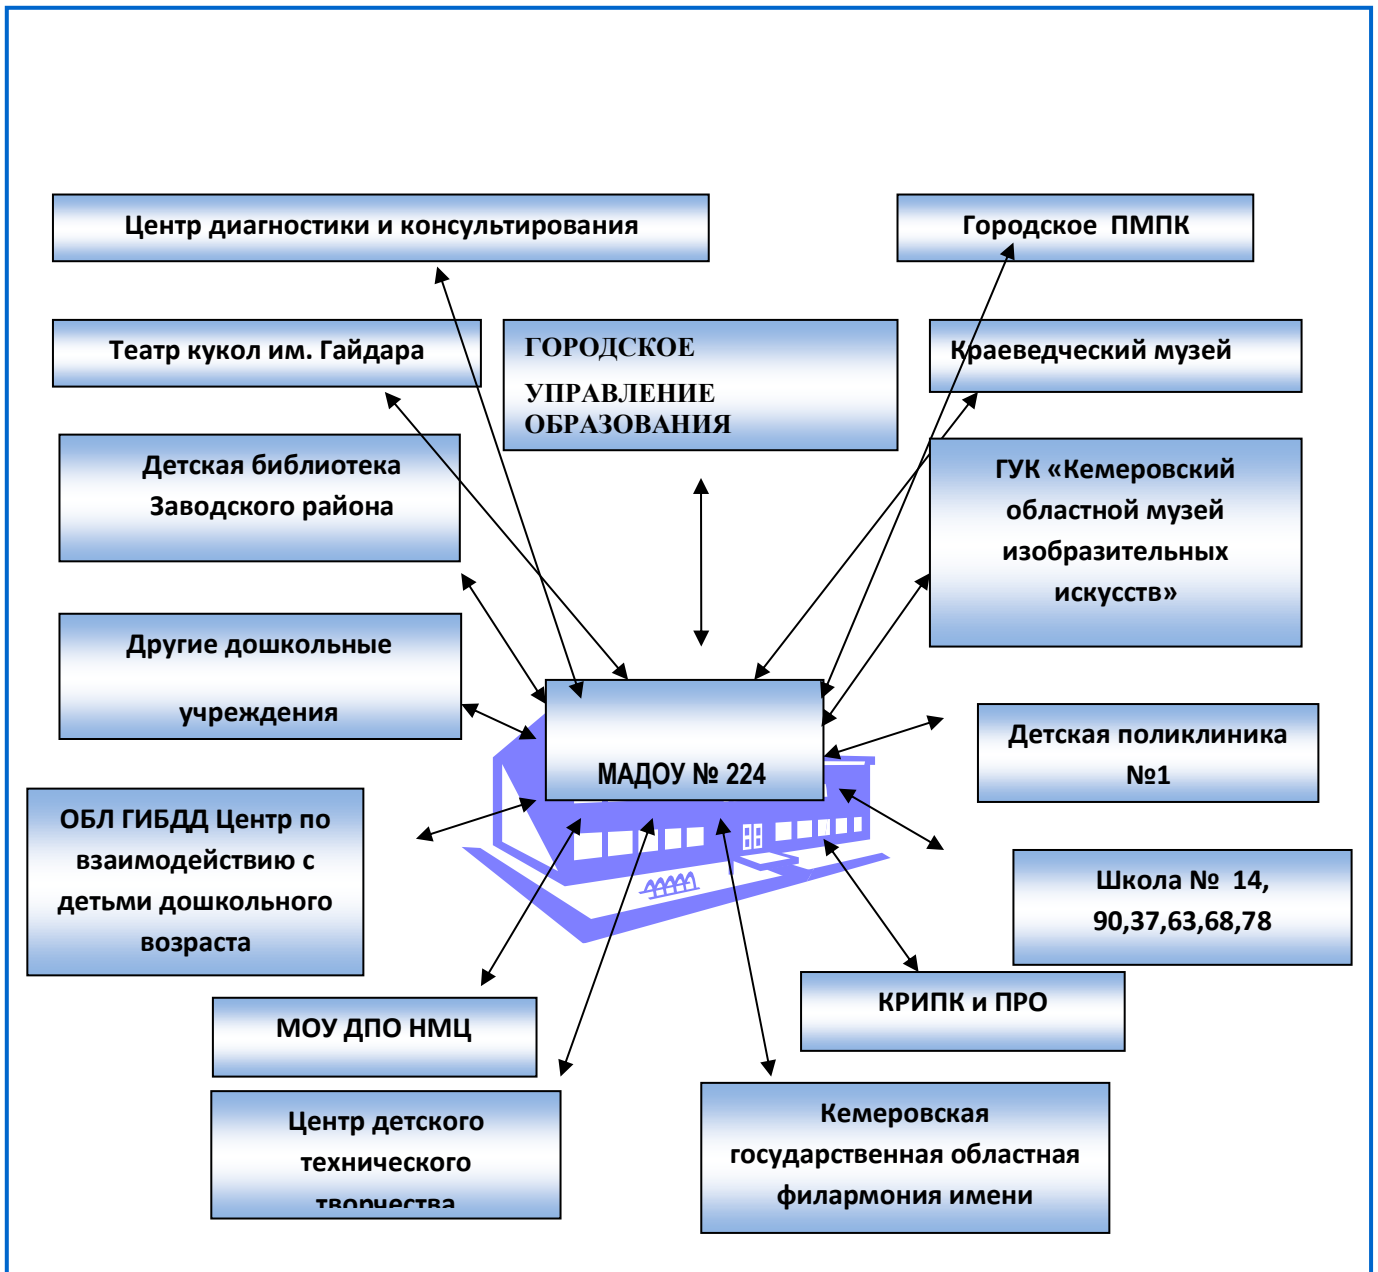 Центр диагностики и консультирования
Городское ПМПК
Театр кукол им. Гайдара
ГОРОДСКОЕ
УПРАВЛЕНИЕ
ОБРАЗОВАНИЯ
Краеведческий музей
Детская библиотека
Заводского района
ГУК «Кемеровский
областной музей
изобразительных
искусств»
Другие дошкольные
учреждения
МАДОУ № 224
Детская поликлиника
№1
ОБЛ ГИБДД Центр по
взаимодействию с
детьми дошкольного
возраста
Школа № 14,
90,37,63,68,78
МОУ ДПО НМЦ
КРИПК и ПРО
Центр детского
технического
творчества
Кемеровская
государственная областная
филармония имени